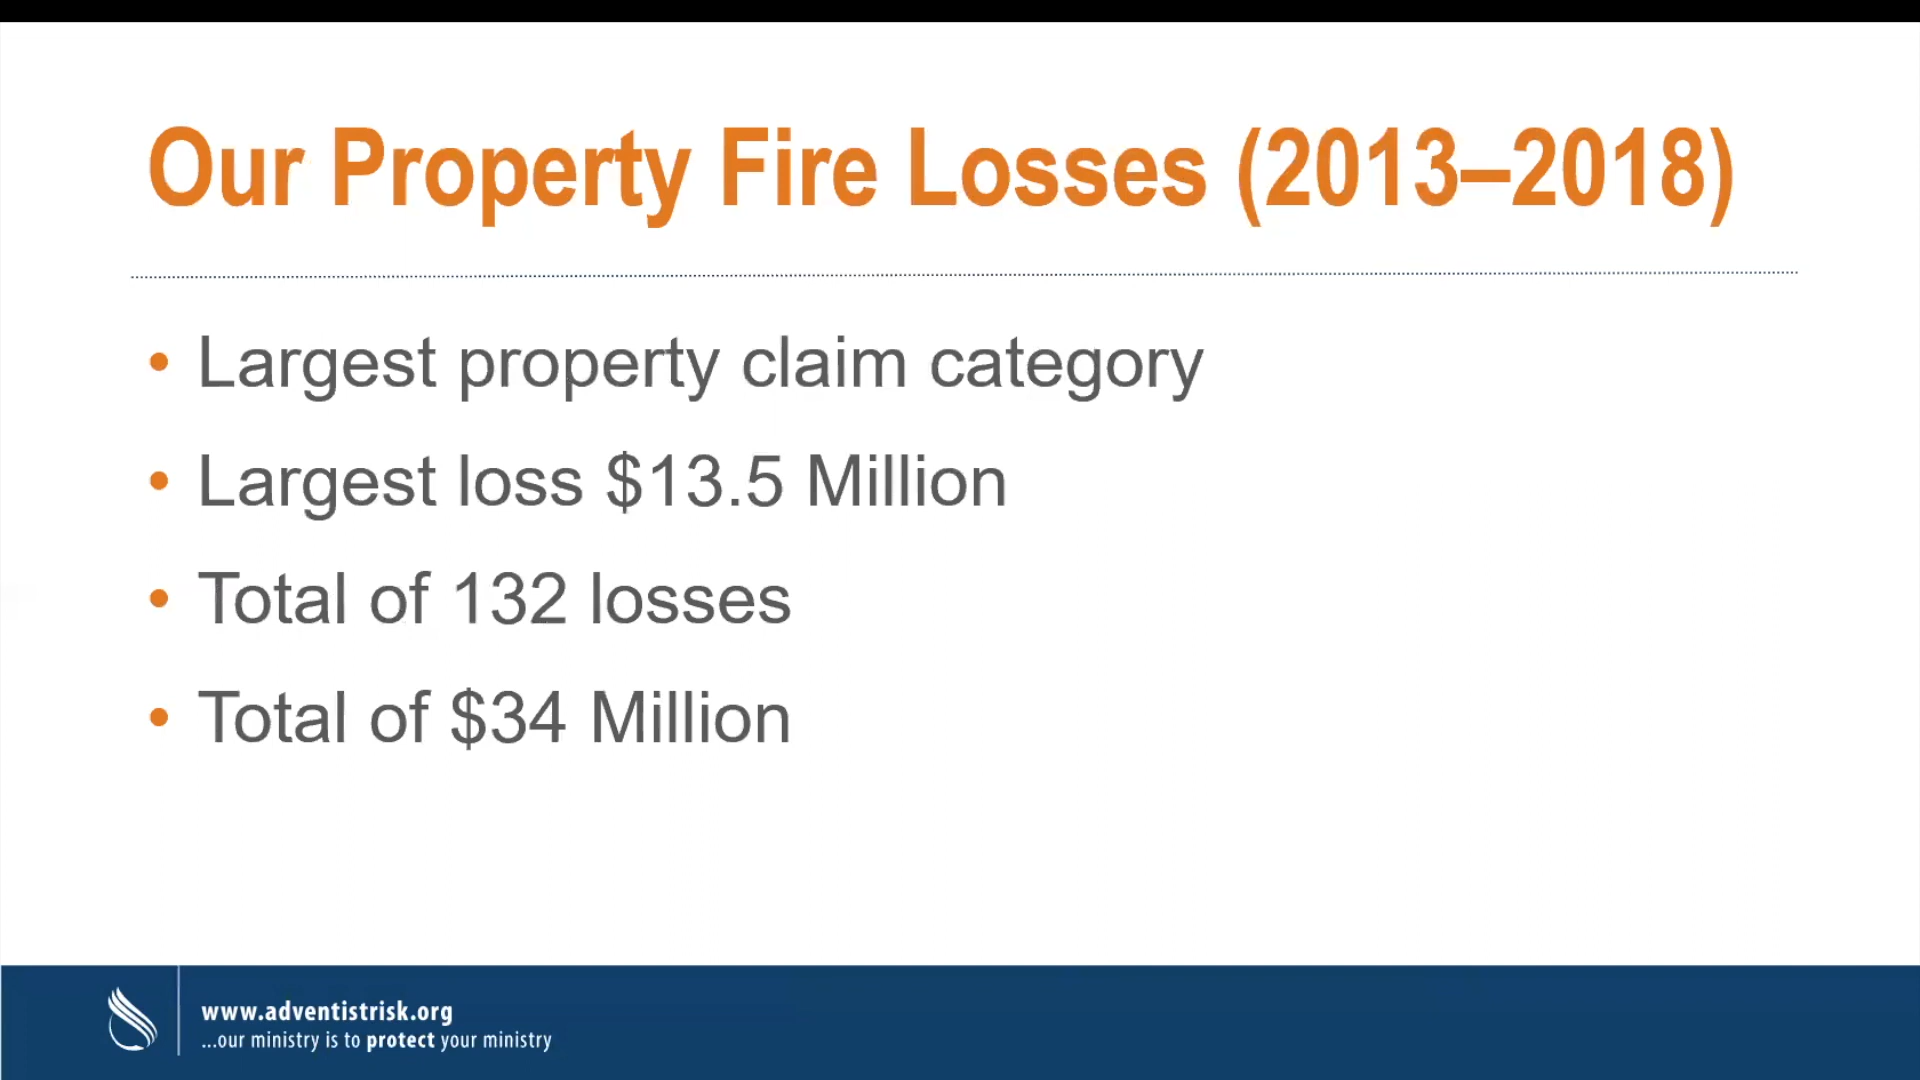 Our Property Fire Losses (2013–2018)
• Largest property claim category
• Largest loss $13.5 Million
• Total of 132 losses
• Total of $34 Million
www.adventistrisk.org
...our ministry is to protect your ministry